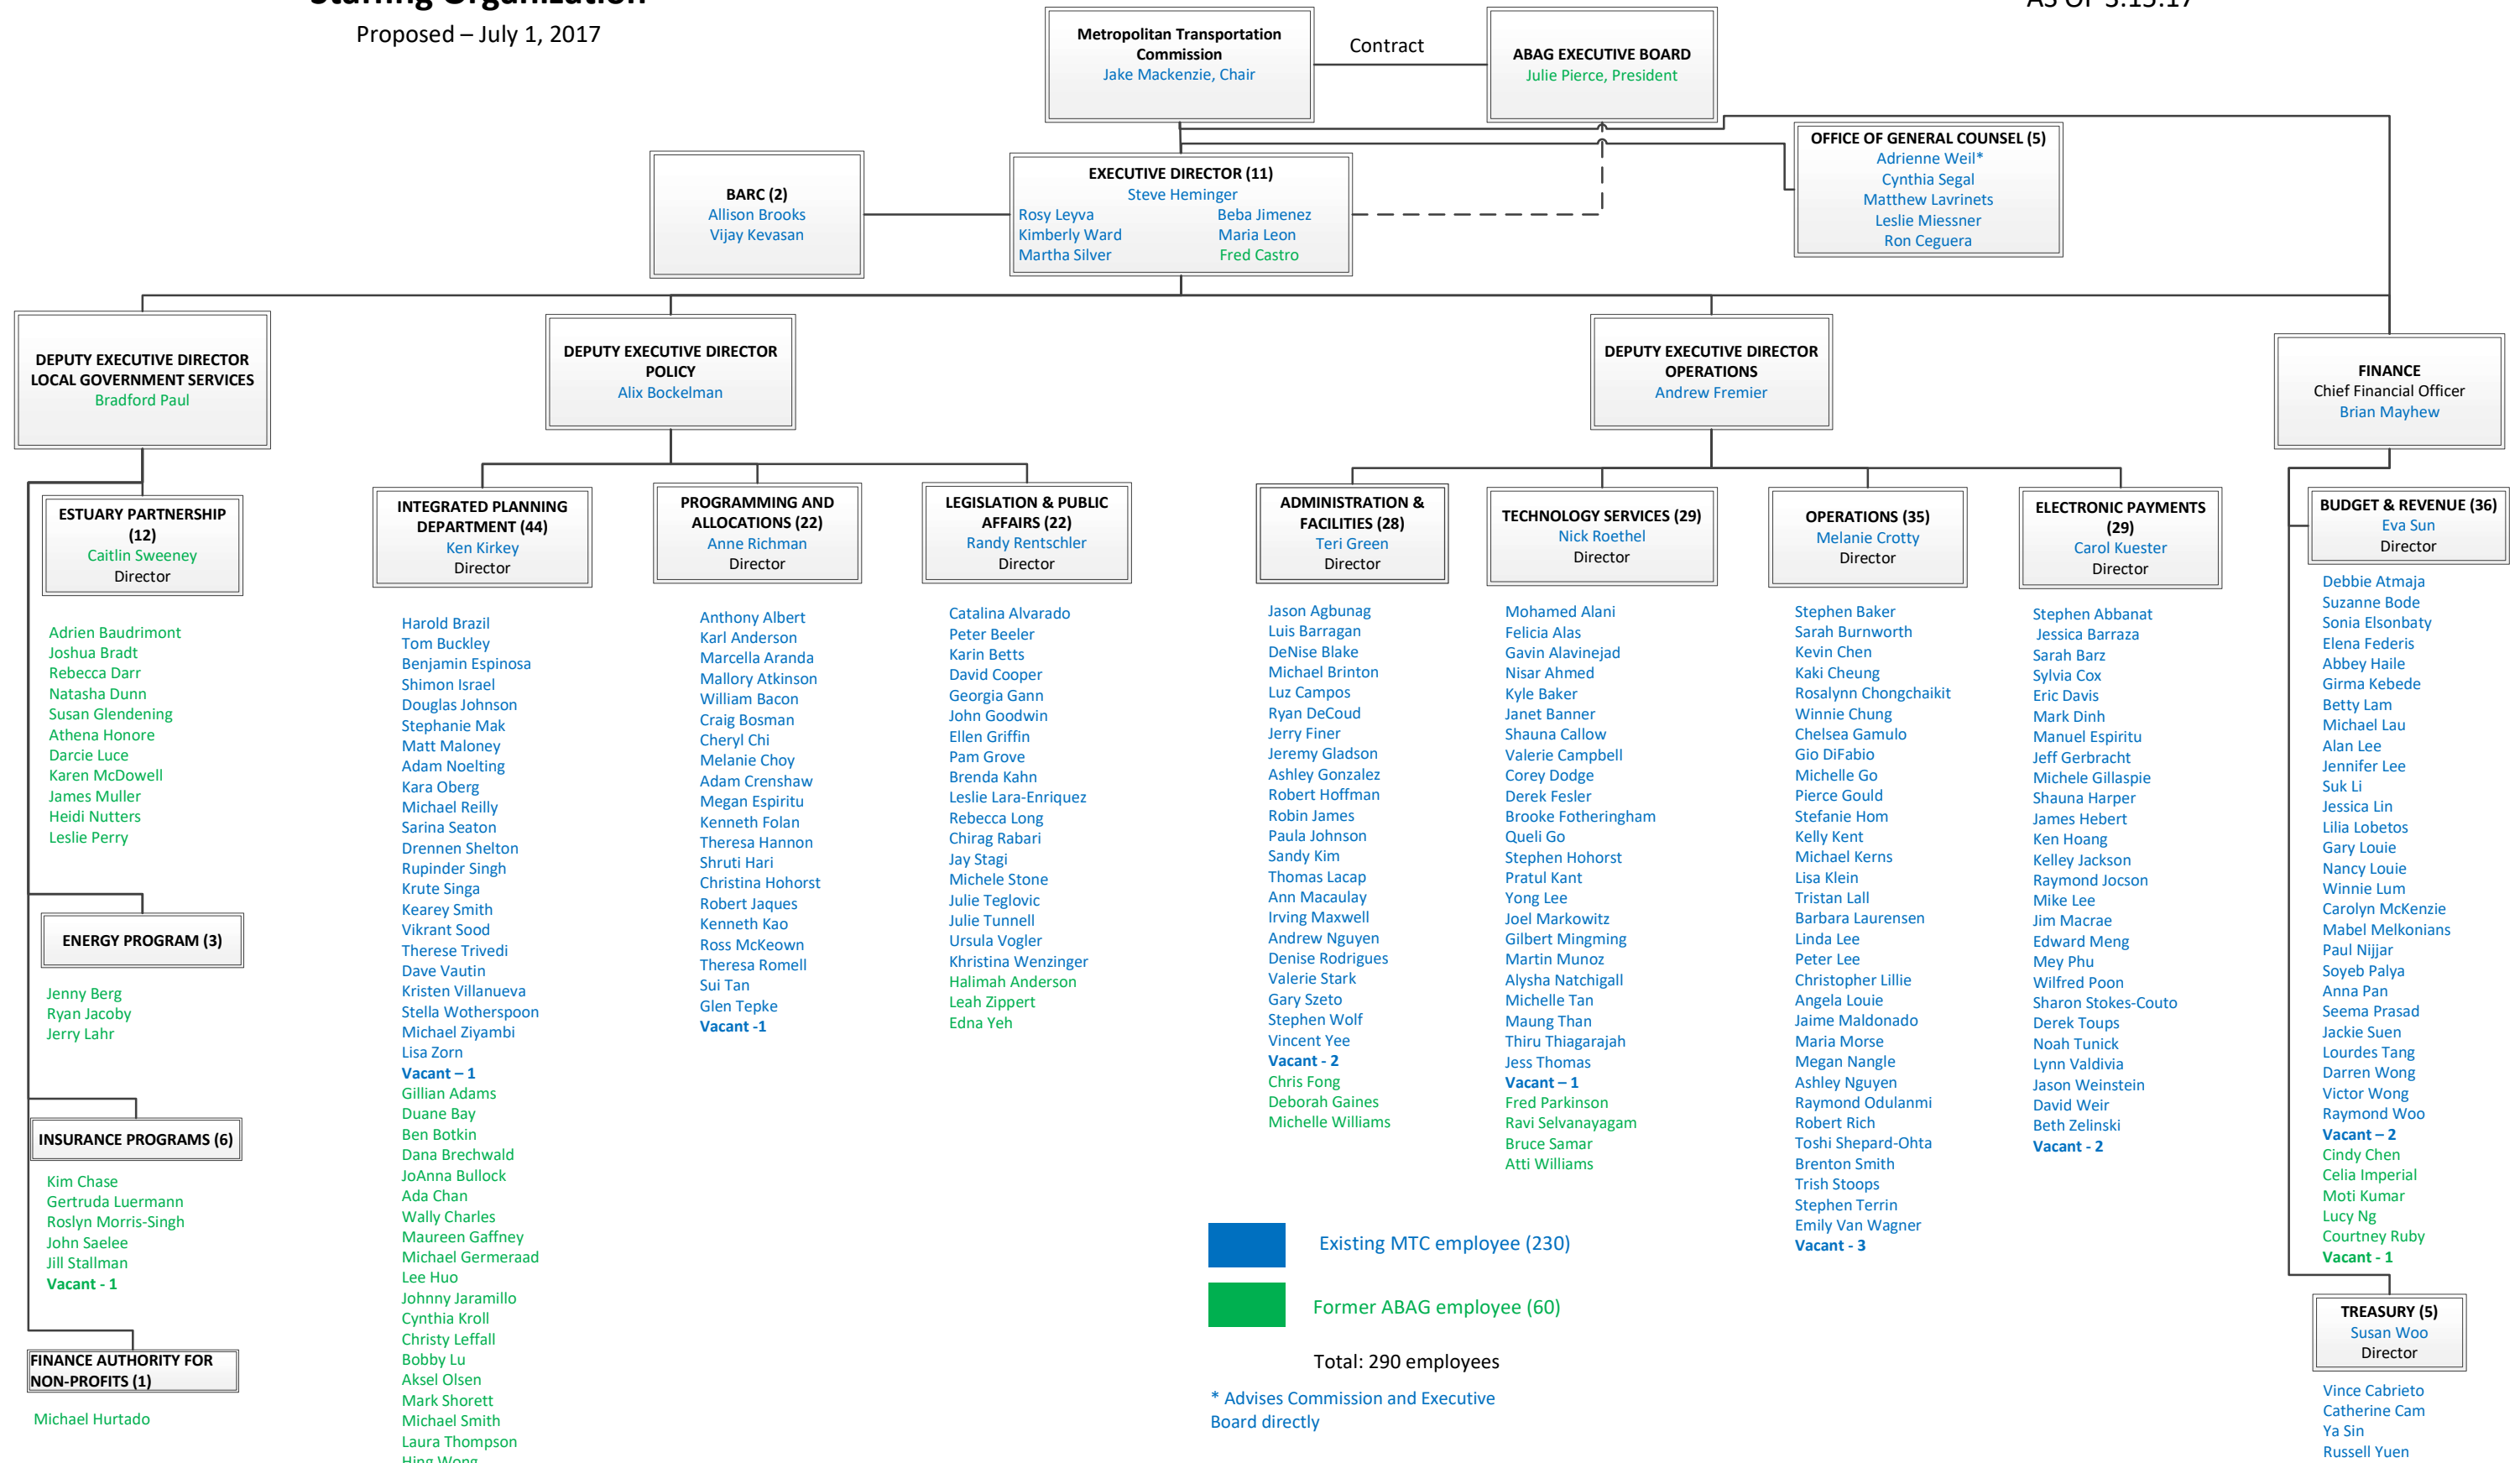 Staffing Organization
Proposed – July 1, 2017
AS OF 3.15.17
Metropolitan Transportation
Commission
Jake Mackenzie, Chair
Contract
ABAG EXECUTIVE BOARD
Julie Pierce, President
OFFICE OF GENERAL COUNSEL (5)
Adrienne Weil*
Cynthia Segal
Matthew Lavrinets
Leslie Miessner
Ron Ceguera
BARC (2)
Allison Brooks
Vijay Kevasan
EXECUTIVE DIRECTOR (11)
Steve Heminger
Rosy Leyva
Kimberly Ward
Martha Silver
Beba Jimenez
Maria Leon
Fred Castro
DEPUTY EXECUTIVE DIRECTOR
LOCAL GOVERNMENT SERVICES
Bradford Paul
DEPUTY EXECUTIVE DIRECTOR
POLICY
Alix Bockelman
DEPUTY EXECUTIVE DIRECTOR
OPERATIONS
Andrew Fremier
FINANCE
Chief Financial Officer
Brian Mayhew
ESTUARY PARTNERSHIP
(12)
Caitlin Sweeney
Director
Adrien Baudrimont
Joshua Bradt
Rebecca Darr
Natasha Dunn
Susan Glendening
Athena Honore
Darcie Luce
Karen McDowell
James Muller
Heidi Nutters
Leslie Perry
ENERGY PROGRAM (3)
Jenny Berg
Ryan Jacoby
Jerry Lahr
INSURANCE PROGRAMS (6)
Kim Chase
Gertruda Luermann
Roslyn Morris-Singh
John Saelee
Jill Stallman
Vacant - 1
FINANCE AUTHORITY FOR
NON-PROFITS (1)
Michael Hurtado
INTEGRATED PLANNING
DEPARTMENT (44)
Ken Kirkey
Director
Harold Brazil
Tom Buckley
Benjamin Espinosa
Shimon Israel
Douglas Johnson
Stephanie Mak
Matt Maloney
Adam Noelting
Kara Oberg
Michael Reilly
Sarina Seaton
Drennen Shelton
Rupinder Singh
Krute Singa
Kearey Smith
Vikrant Sood
Therese Trivedi
Dave Vautin
Kristen Villanueva
Stella Wotherspoon
Michael Ziyambi
Lisa Zorn
Vacant – 1
Gillian Adams
Duane Bay
Ben Botkin
Dana Brechwald
JoAnna Bullock
Ada Chan
Wally Charles
Maureen Gaffney
Michael Germeraad
Lee Huo
Johnny Jaramillo
Cynthia Kroll
Christy Leffall
Bobby Lu
Aksel Olsen
Mark Shorett
Michael Smith
Laura Thompson
Hing Wong
PROGRAMMING AND
ALLOCATIONS (22)
Anne Richman
Director
Anthony Albert
Karl Anderson
Marcella Aranda
Mallory Atkinson
William Bacon
Craig Bosman
Cheryl Chi
Melanie Choy
Adam Crenshaw
Megan Espiritu
Kenneth Folan
Theresa Hannon
Shruti Hari
Christina Hohorst
Robert Jaques
Kenneth Kao
Ross McKeown
Theresa Romell
Sui Tan
Glen Tepke
Vacant -1
LEGISLATION & PUBLIC
AFFAIRS (22)
Randy Rentschler
Director
Catalina Alvarado
Peter Beeler
Karin Betts
David Cooper
Georgia Gann
John Goodwin
Ellen Griffin
Pam Grove
Brenda Kahn
Leslie Lara-Enriquez
Rebecca Long
Chirag Rabari
Jay Stagi
Michele Stone
Julie Teglovic
Julie Tunnell
Ursula Vogler
Khristina Wenzinger
Halimah Anderson
Leah Zippert
Edna Yeh
ADMINISTRATION &
FACILITIES (28)
Teri Green
Director
Jason Agbunag
Luis Barragan
DeNise Blake
Michael Brinton
Luz Campos
Ryan DeCoud
Jerry Finer
Jeremy Gladson
Ashley Gonzalez
Robert Hoffman
Robin James
Paula Johnson
Sandy Kim
Thomas Lacap
Ann Macaulay
Irving Maxwell
Andrew Nguyen
Denise Rodrigues
Valerie Stark
Gary Szeto
Stephen Wolf
Vincent Yee
Vacant - 2
Chris Fong
Deborah Gaines
Michelle Williams
TECHNOLOGY SERVICES (29)
Nick Roethel
Director
Mohamed Alani
Felicia Alas
Gavin Alavinejad
Nisar Ahmed
Kyle Baker
Janet Banner
Shauna Callow
Valerie Campbell
Corey Dodge
Derek Fesler
Brooke Fotheringham
Queli Go
Stephen Hohorst
Pratul Kant
Yong Lee
Joel Markowitz
Gilbert Mingming
Martin Munoz
Alysha Natchigall
Michelle Tan
Maung Than
Thiru Thiagarajah
Jess Thomas
Vacant – 1
Fred Parkinson
Ravi Selvanayagam
Bruce Samar
Atti Williams
OPERATIONS (35)
Melanie Crotty
Director
Stephen Baker
Sarah Burnworth
Kevin Chen
Kaki Cheung
Rosalynn Chongchaikit
Winnie Chung
Chelsea Gamulo
Gio DiFabio
Michelle Go
Pierce Gould
Stefanie Hom
Kelly Kent
Michael Kerns
Lisa Klein
Tristan Lall
Barbara Laurensen
Linda Lee
Peter Lee
Christopher Lillie
Angela Louie
Jaime Maldonado
Maria Morse
Megan Nangle
Ashley Nguyen
Raymond Odulanmi
Robert Rich
Toshi Shepard-Ohta
Brenton Smith
Trish Stoops
Stephen Terrin
Emily Van Wagner
Vacant - 3
ELECTRONIC PAYMENTS
(29)
Carol Kuester
Director
Stephen Abbanat
Jessica Barraza
Sarah Barz
Sylvia Cox
Eric Davis
Mark Dinh
Manuel Espiritu
Jeff Gerbracht
Michele Gillaspie
Shauna Harper
James Hebert
Ken Hoang
Kelley Jackson
Raymond Jocson
Mike Lee
Jim Macrae
Edward Meng
Mey Phu
Wilfred Poon
Sharon Stokes-Couto
Derek Toups
Noah Tunick
Lynn Valdivia
Jason Weinstein
David Weir
Beth Zelinski
Vacant - 2
BUDGET & REVENUE (36)
Eva Sun
Director
Debbie Atmaja
Suzanne Bode
Sonia Elsonbaty
Elena Federis
Abbey Haile
Girma Kebede
Betty Lam
Michael Lau
Alan Lee
Jennifer Lee
Suk Li
Jessica Lin
Lilia Lobetos
Gary Louie
Nancy Louie
Winnie Lum
Carolyn McKenzie
Mabel Melkonians
Paul Nijjar
Soyeb Palya
Anna Pan
Seema Prasad
Jackie Suen
Lourdes Tang
Darren Wong
Victor Wong
Raymond Woo
Vacant – 2
Cindy Chen
Celia Imperial
Moti Kumar
Lucy Ng
Courtney Ruby
Vacant - 1
TREASURY (5)
Susan Woo
Director
Vince Cabrieto
Catherine Cam
Ya Sin
Russell Yuen
Existing MTC employee (230)
Former ABAG employee (60)
Total: 290 employees
* Advises Commission and Executive
Board directly